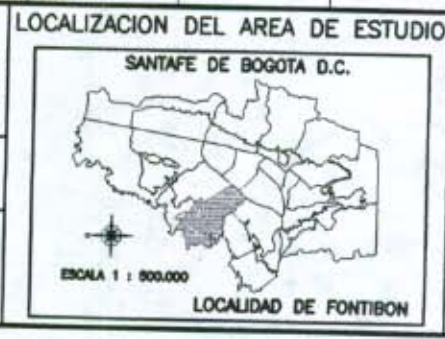 LOCALIZACION DEL AREA DE ESTUDIO
SANTAFE DE BOGOTA D.C.
ESCALA 1 : 500.000
LOCALIDAD DE FONTIBON